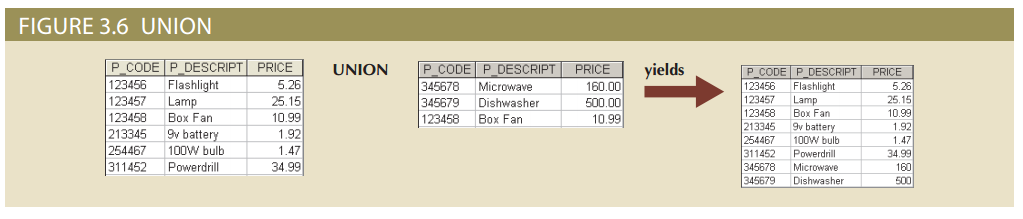 FIGURE 3.6 UNION
P_CODE P_DESCRIPT PRICE
123456 Flashlight 5.26
123457 Lamp 25.15
123458 Box Fan 10.99
213345 9v battery 1.92
254467 100W bulb 1.47
311452 Powerdrill 34.99
UNION
P_CODE P_DESCRIPT PRICE
345678 Microwave 160.00
345679 Dishwasher 500.00
123458 Box Fan 10.99
yields
P_CODE P_DESCRIPT PRICE
123456 Flashlight 5.26
123457 Lamp 25.15
123458 Box Fan 10.99
213345 9v battery 1.92
254467 100W bulb 1.47
311452 Powerdrill 34.99
345678 Microwave 160
345679 Dishwasher 500